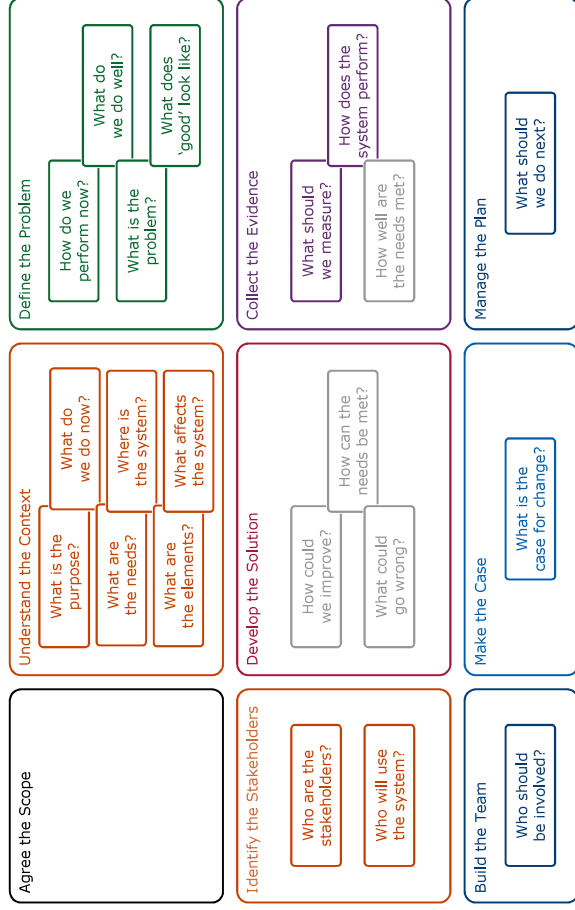 Agree the Scope
Understand the Context
What is the
purpose?
What do
we do now?
What are
the needs?
Where is
the system?
What are
the elements?
What affects
the system?
Define the Problem
How do we
perform now?
What do
we do well?
What is the
problem?
What does
‘good’ look like?
Identify the Stakeholders
Who are the
stakeholders?
Who will use
the system?
Develop the Solution
How could
we improve?
How can the
needs be met?
What could
go wrong?
Collect the Evidence
What should
we measure?
How does the
system perform?
How well are
the needs met?
Build the Team
Who should
be involved?
Make the Case
What is the
case for change?
Manage the Plan
What should
we do next?